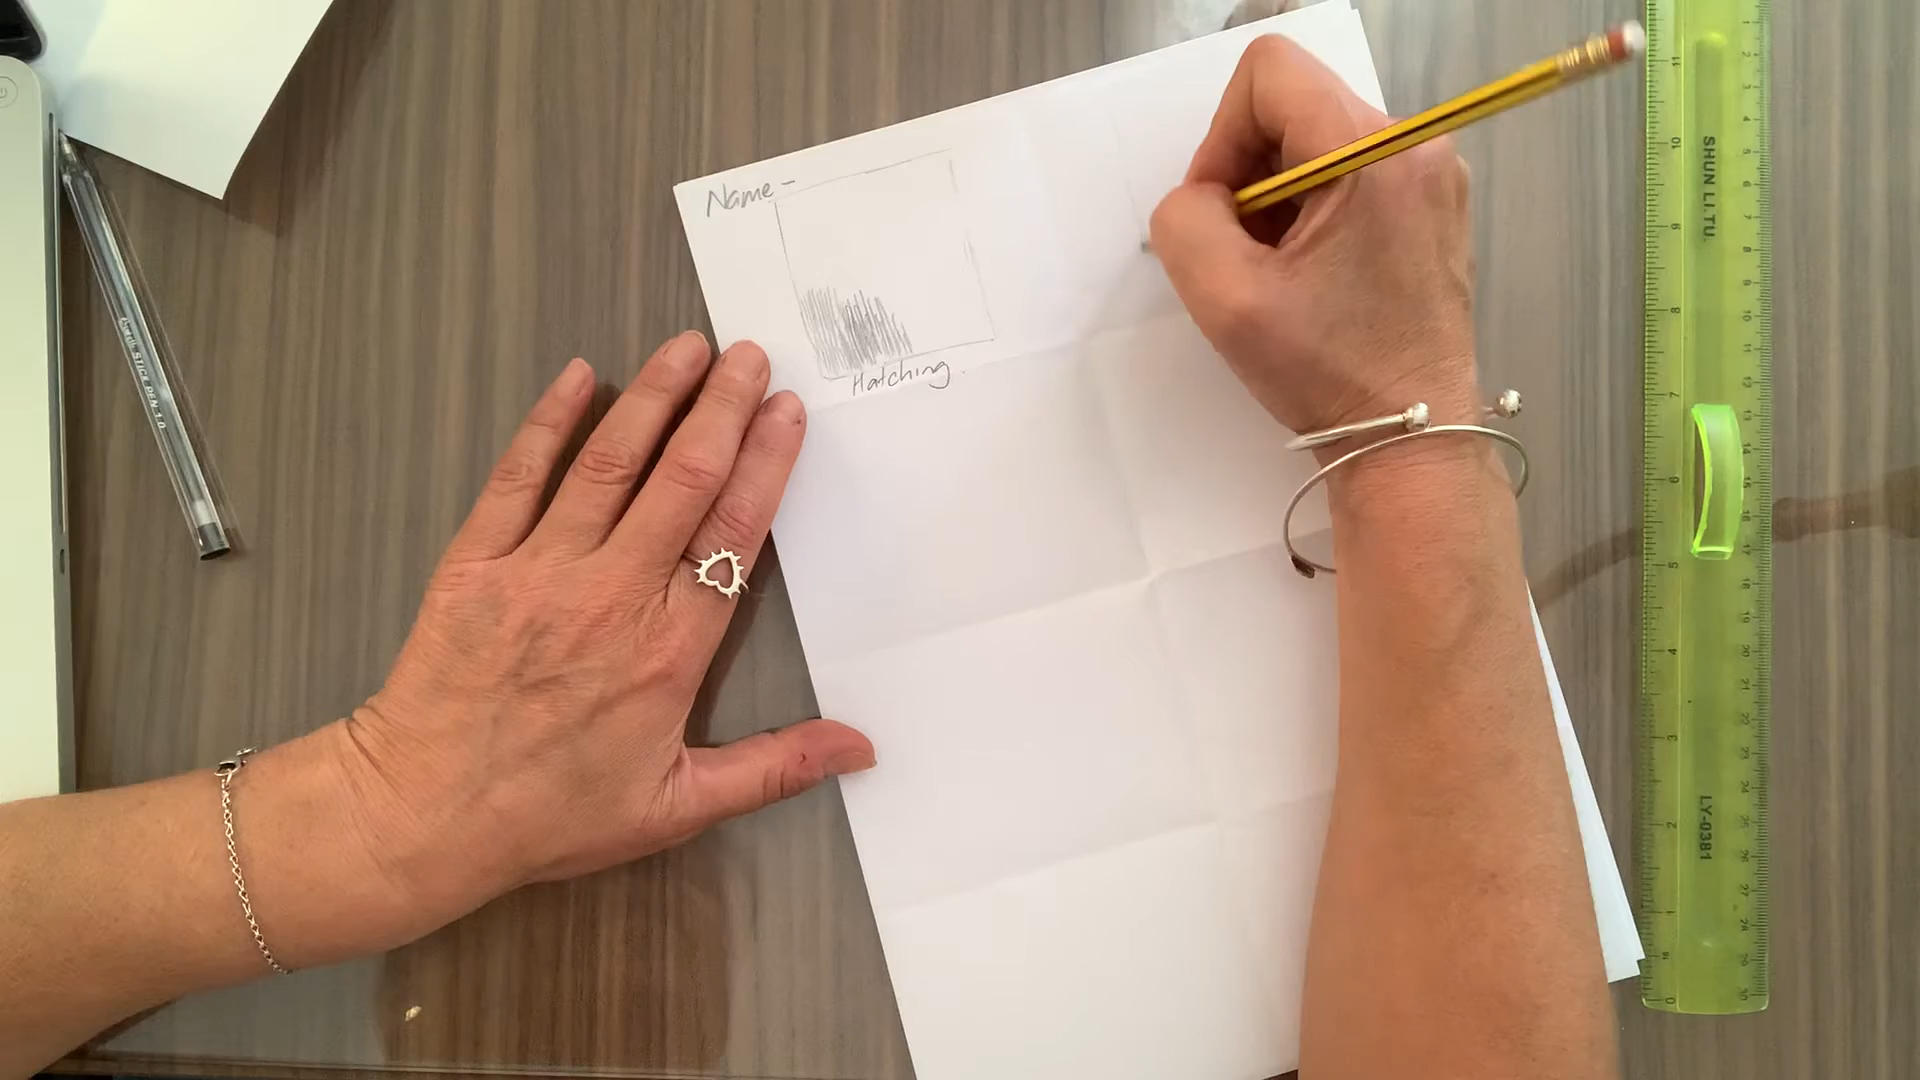 Name -
Hatching.
SHUN LI.TU.
LY-0381
STICK PEN 1.0